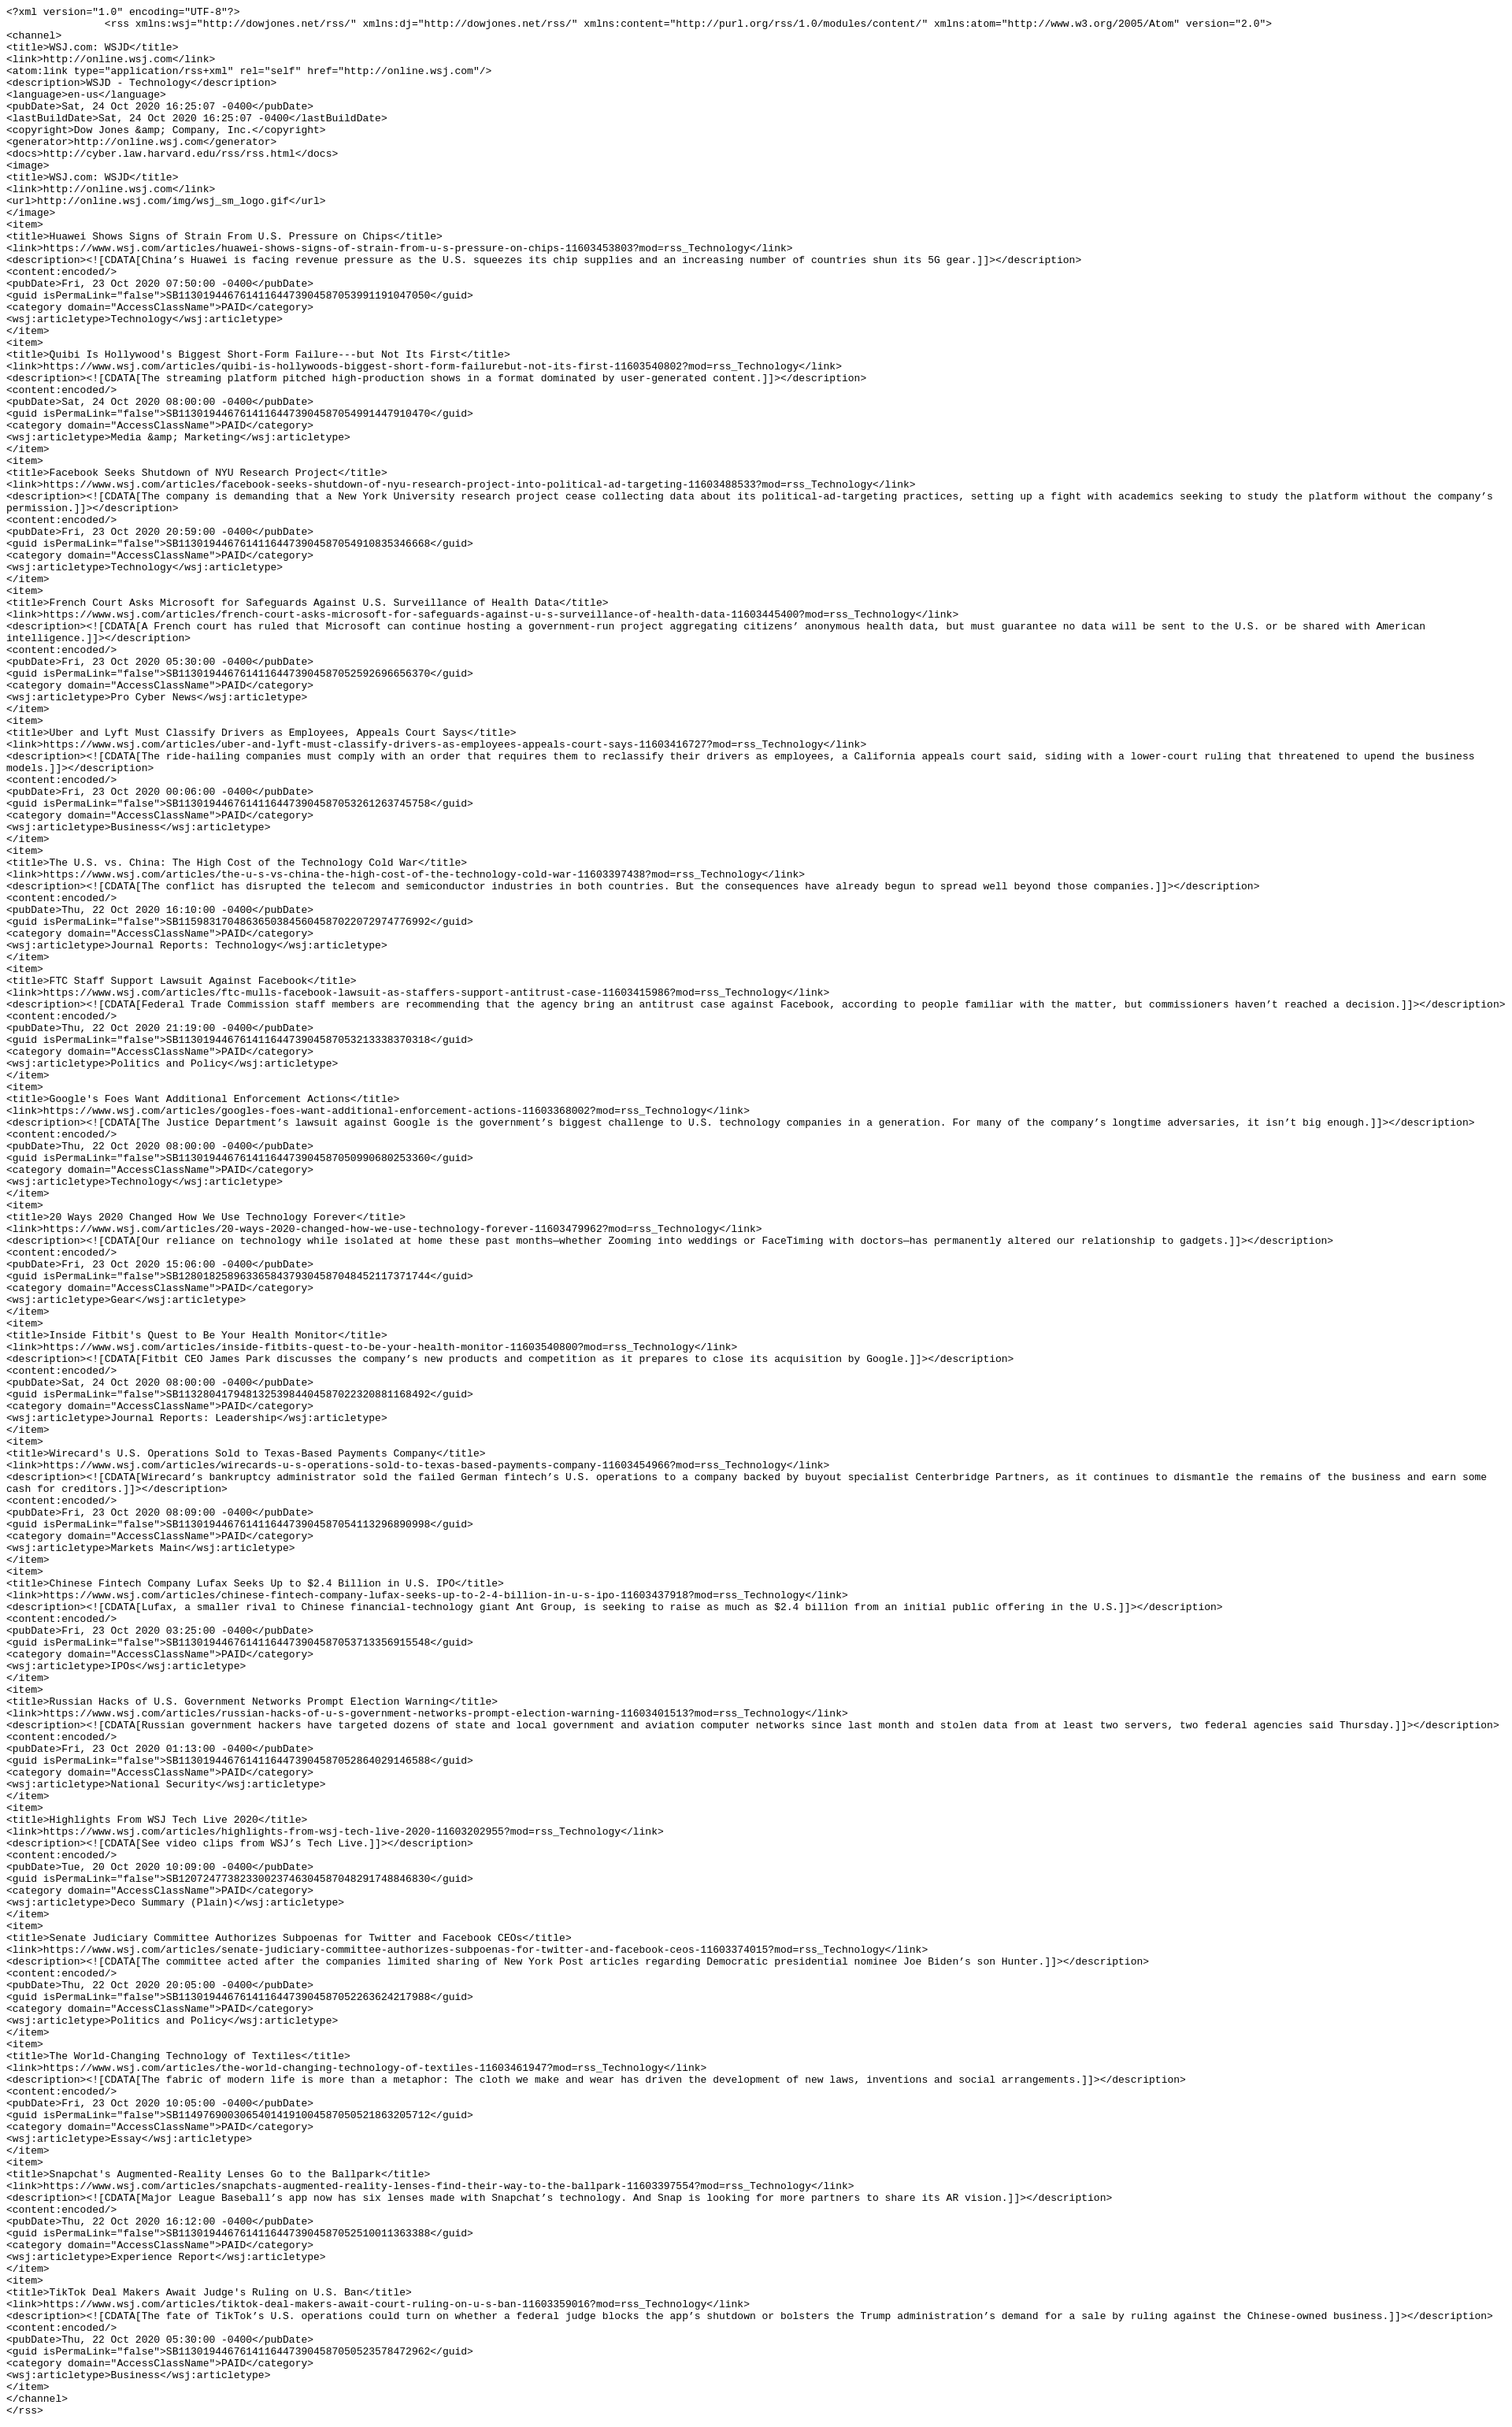 <?xml version="1.0" encoding="UTF-8"?>
<rss xmlns:wsj="http://dowjones.net/rss/" xmlns:dj="http://dowjones.net/rss/" xmlns:content="http://purl.org/rss/1.0/modules/content/" xmlns:atom="http://www.w3.org/2005/Atom" version="2.0">
<channel>
<title>WSJ.com: WSJD</title>
<link>http://online.wsj.com</link>
<atom:link type="application/rss+xml" rel="self" href="http://online.wsj.com"/>
<description>WSJD - Technology</description>
<language>en-us</language>
<pubDate>Sat, 24 Oct 2020 16:25:07 -0400</pubDate>
<lastBuildDate>Sat, 24 Oct 2020 16:25:07 -0400</lastBuildDate>
<copyright>Dow Jones &amp; Company, Inc.</copyright>
<generator>http://online.wsj.com</generator>
<docs>http://cyber.law.harvard.edu/rss/rss.html</docs>
<image>
<title>WSJ.com: WSJD</title>
<link>http://online.wsj.com</link>
<url>http://online.wsj.com/img/wsj_sm_logo.gif</url>
</image>
<item>
<title>Huawei Shows Signs of Strain From U.S. Pressure on Chips</title>
<link>https://www.wsj.com/articles/huawei-shows-signs-of-strain-from-u-s-pressure-on-chips-11603453803?mod=rss_Technology</link>
<description><![CDATA[China’s Huawei is facing revenue pressure as the U.S. squeezes its chip supplies and an increasing number of countries shun its 5G gear.]]></description>
<content:encoded/>
<pubDate>Fri, 23 Oct 2020 07:50:00 -0400</pubDate>
<guid isPermaLink="false">SB11301944676141164473904587053991191047050</guid>
<category domain="AccessClassName">PAID</category>
<wsj:articletype>Technology</wsj:articletype>
</item>
<item>
<title>Quibi Is Hollywood's Biggest Short-Form Failure---but Not Its First</title>
<link>https://www.wsj.com/articles/quibi-is-hollywoods-biggest-short-form-failurebut-not-its-first-11603540802?mod=rss_Technology</link>
<description><![CDATA[The streaming platform pitched high-production shows in a format dominated by user-generated content.]]></description>
<content:encoded/>
<pubDate>Sat, 24 Oct 2020 08:00:00 -0400</pubDate>
<guid isPermaLink="false">SB11301944676141164473904587054991447910470</guid>
<category domain="AccessClassName">PAID</category>
<wsj:articletype>Media &amp; Marketing</wsj:articletype>
</item>
<item>
<title>Facebook Seeks Shutdown of NYU Research Project</title>
<link>https://www.wsj.com/articles/facebook-seeks-shutdown-of-nyu-research-project-into-political-ad-targeting-11603488533?mod=rss_Technology</link>
<description><![CDATA[The company is demanding that a New York University research project cease collecting data about its political-ad-targeting practices, setting up a fight with academics seeking to study the platform without the company’s
permission.]]></description>
<content:encoded/>
<pubDate>Fri, 23 Oct 2020 20:59:00 -0400</pubDate>
<guid isPermaLink="false">SB11301944676141164473904587054910835346668</guid>
<category domain="AccessClassName">PAID</category>
<wsj:articletype>Technology</wsj:articletype>
</item>
<item>
<title>French Court Asks Microsoft for Safeguards Against U.S. Surveillance of Health Data</title>
<link>https://www.wsj.com/articles/french-court-asks-microsoft-for-safeguards-against-u-s-surveillance-of-health-data-11603445400?mod=rss_Technology</link>
<description><![CDATA[A French court has ruled that Microsoft can continue hosting a government-run project aggregating citizens’ anonymous health data, but must guarantee no data will be sent to the U.S. or be shared with American
intelligence.]]></description>
<content:encoded/>
<pubDate>Fri, 23 Oct 2020 05:30:00 -0400</pubDate>
<guid isPermaLink="false">SB11301944676141164473904587052592696656370</guid>
<category domain="AccessClassName">PAID</category>
<wsj:articletype>Pro Cyber News</wsj:articletype>
</item>
<item>
<title>Uber and Lyft Must Classify Drivers as Employees, Appeals Court Says</title>
<link>https://www.wsj.com/articles/uber-and-lyft-must-classify-drivers-as-employees-appeals-court-says-11603416727?mod=rss_Technology</link>
<description><![CDATA[The ride-hailing companies must comply with an order that requires them to reclassify their drivers as employees, a California appeals court said, siding with a lower-court ruling that threatened to upend the business
models.]]></description>
<content:encoded/>
<pubDate>Fri, 23 Oct 2020 00:06:00 -0400</pubDate>
<guid isPermaLink="false">SB11301944676141164473904587053261263745758</guid>
<category domain="AccessClassName">PAID</category>
<wsj:articletype>Business</wsj:articletype>
</item>
<item>
<title>The U.S. vs. China: The High Cost of the Technology Cold War</title>
<link>https://www.wsj.com/articles/the-u-s-vs-china-the-high-cost-of-the-technology-cold-war-11603397438?mod=rss_Technology</link>
<description><![CDATA[The conflict has disrupted the telecom and semiconductor industries in both countries. But the consequences have already begun to spread well beyond those companies.]]></description>
<content:encoded/>
<pubDate>Thu, 22 Oct 2020 16:10:00 -0400</pubDate>
<guid isPermaLink="false">SB11598317048636503845604587022072974776992</guid>
<category domain="AccessClassName">PAID</category>
<wsj:articletype>Journal Reports: Technology</wsj:articletype>
</item>
<item>
<title>FTC Staff Support Lawsuit Against Facebook</title>
<link>https://www.wsj.com/articles/ftc-mulls-facebook-lawsuit-as-staffers-support-antitrust-case-11603415986?mod=rss_Technology</link>
<description><![CDATA[Federal Trade Commission staff members are recommending that the agency bring an antitrust case against Facebook, according to people familiar with the matter, but commissioners haven’t reached a decision.]]></description>
<content:encoded/>
<pubDate>Thu, 22 Oct 2020 21:19:00 -0400</pubDate>
<guid isPermaLink="false">SB11301944676141164473904587053213338370318</guid>
<category domain="AccessClassName">PAID</category>
<wsj:articletype>Politics and Policy</wsj:articletype>
</item>
<item>
<title>Google's Foes Want Additional Enforcement Actions</title>
<link>https://www.wsj.com/articles/googles-foes-want-additional-enforcement-actions-11603368002?mod=rss_Technology</link>
<description><![CDATA[The Justice Department’s lawsuit against Google is the government’s biggest challenge to U.S. technology companies in a generation. For many of the company’s longtime adversaries, it isn’t big enough.]]></description>
<content:encoded/>
<pubDate>Thu, 22 Oct 2020 08:00:00 -0400</pubDate>
<guid isPermaLink="false">SB11301944676141164473904587050990680253360</guid>
<category domain="AccessClassName">PAID</category>
<wsj:articletype>Technology</wsj:articletype>
</item>
<item>
<title>20 Ways 2020 Changed How We Use Technology Forever</title>
<link>https://www.wsj.com/articles/20-ways-2020-changed-how-we-use-technology-forever-11603479962?mod=rss_Technology</link>
<description><![CDATA[Our reliance on technology while isolated at home these past months—whether Zooming into weddings or FaceTiming with doctors—has permanently altered our relationship to gadgets.]]></description>
<content:encoded/>
<pubDate>Fri, 23 Oct 2020 15:06:00 -0400</pubDate>
<guid isPermaLink="false">SB12801825896336584379304587048452117371744</guid>
<category domain="AccessClassName">PAID</category>
<wsj:articletype>Gear</wsj:articletype>
</item>
<item>
<title>Inside Fitbit's Quest to Be Your Health Monitor</title>
<link>https://www.wsj.com/articles/inside-fitbits-quest-to-be-your-health-monitor-11603540800?mod=rss_Technology</link>
<description><![CDATA[Fitbit CEO James Park discusses the company’s new products and competition as it prepares to close its acquisition by Google.]]></description>
<content:encoded/>
<pubDate>Sat, 24 Oct 2020 08:00:00 -0400</pubDate>
<guid isPermaLink="false">SB11328041794813253984404587022320881168492</guid>
<category domain="AccessClassName">PAID</category>
<wsj:articletype>Journal Reports: Leadership</wsj:articletype>
</item>
<item>
<title>Wirecard's U.S. Operations Sold to Texas-Based Payments Company</title>
<link>https://www.wsj.com/articles/wirecards-u-s-operations-sold-to-texas-based-payments-company-11603454966?mod=rss_Technology</link>
<description><![CDATA[Wirecard’s bankruptcy administrator sold the failed German fintech’s U.S. operations to a company backed by buyout specialist Centerbridge Partners, as it continues to dismantle the remains of the business and earn some
cash for creditors.]]></description>
<content:encoded/>
<pubDate>Fri, 23 Oct 2020 08:09:00 -0400</pubDate>
<guid isPermaLink="false">SB11301944676141164473904587054113296890998</guid>
<category domain="AccessClassName">PAID</category>
<wsj:articletype>Markets Main</wsj:articletype>
</item>
<item>
<title>Chinese Fintech Company Lufax Seeks Up to $2.4 Billion in U.S. IPO</title>
<link>https://www.wsj.com/articles/chinese-fintech-company-lufax-seeks-up-to-2-4-billion-in-u-s-ipo-11603437918?mod=rss_Technology</link>
<description><![CDATA[Lufax, a smaller rival to Chinese financial-technology giant Ant Group, is seeking to raise as much as $2.4 billion from an initial public offering in the U.S.]]></description>
<content:encoded/>
<pubDate>Fri, 23 Oct 2020 03:25:00 -0400</pubDate>
<guid isPermaLink="false">SB11301944676141164473904587053713356915548</guid>
<category domain="AccessClassName">PAID</category>
<wsj:articletype>IPOs</wsj:articletype>
</item>
<item>
<title>Russian Hacks of U.S. Government Networks Prompt Election Warning</title>
<link>https://www.wsj.com/articles/russian-hacks-of-u-s-government-networks-prompt-election-warning-11603401513?mod=rss_Technology</link>
<description><![CDATA[Russian government hackers have targeted dozens of state and local government and aviation computer networks since last month and stolen data from at least two servers, two federal agencies said Thursday.]]></description>
<content:encoded/>
<pubDate>Fri, 23 Oct 2020 01:13:00 -0400</pubDate>
<guid isPermaLink="false">SB11301944676141164473904587052864029146588</guid>
<category domain="AccessClassName">PAID</category>
<wsj:articletype>National Security</wsj:articletype>
</item>
<item>
<title>Highlights From WSJ Tech Live 2020</title>
<link>https://www.wsj.com/articles/highlights-from-wsj-tech-live-2020-11603202955?mod=rss_Technology</link>
<description><![CDATA[See video clips from WSJ’s Tech Live.]]></description>
<content:encoded/>
<pubDate>Tue, 20 Oct 2020 10:09:00 -0400</pubDate>
<guid isPermaLink="false">SB12072477382330023746304587048291748846830</guid>
<category domain="AccessClassName">PAID</category>
<wsj:articletype>Deco Summary (Plain)</wsj:articletype>
</item>
<item>
<title>Senate Judiciary Committee Authorizes Subpoenas for Twitter and Facebook CEOs</title>
<link>https://www.wsj.com/articles/senate-judiciary-committee-authorizes-subpoenas-for-twitter-and-facebook-ceos-11603374015?mod=rss_Technology</link>
<description><![CDATA[The committee acted after the companies limited sharing of New York Post articles regarding Democratic presidential nominee Joe Biden’s son Hunter.]]></description>
<content:encoded/>
<pubDate>Thu, 22 Oct 2020 20:05:00 -0400</pubDate>
<guid isPermaLink="false">SB11301944676141164473904587052263624217988</guid>
<category domain="AccessClassName">PAID</category>
<wsj:articletype>Politics and Policy</wsj:articletype>
</item>
<item>
<title>The World-Changing Technology of Textiles</title>
<link>https://www.wsj.com/articles/the-world-changing-technology-of-textiles-11603461947?mod=rss_Technology</link>
<description><![CDATA[The fabric of modern life is more than a metaphor: The cloth we make and wear has driven the development of new laws, inventions and social arrangements.]]></description>
<content:encoded/>
<pubDate>Fri, 23 Oct 2020 10:05:00 -0400</pubDate>
<guid isPermaLink="false">SB11497690030654014191004587050521863205712</guid>
<category domain="AccessClassName">PAID</category>
<wsj:articletype>Essay</wsj:articletype>
</item>
<item>
<title>Snapchat's Augmented-Reality Lenses Go to the Ballpark</title>
<link>https://www.wsj.com/articles/snapchats-augmented-reality-lenses-find-their-way-to-the-ballpark-11603397554?mod=rss_Technology</link>
<description><![CDATA[Major League Baseball’s app now has six lenses made with Snapchat’s technology. And Snap is looking for more partners to share its AR vision.]]></description>
<content:encoded/>
<pubDate>Thu, 22 Oct 2020 16:12:00 -0400</pubDate>
<guid isPermaLink="false">SB11301944676141164473904587052510011363388</guid>
<category domain="AccessClassName">PAID</category>
<wsj:articletype>Experience Report</wsj:articletype>
</item>
<item>
<title>TikTok Deal Makers Await Judge's Ruling on U.S. Ban</title>
<link>https://www.wsj.com/articles/tiktok-deal-makers-await-court-ruling-on-u-s-ban-11603359016?mod=rss_Technology</link>
<description><![CDATA[The fate of TikTok’s U.S. operations could turn on whether a federal judge blocks the app’s shutdown or bolsters the Trump administration’s demand for a sale by ruling against the Chinese-owned business.]]></description>
<content:encoded/>
<pubDate>Thu, 22 Oct 2020 05:30:00 -0400</pubDate>
<guid isPermaLink="false">SB11301944676141164473904587050523578472962</guid>
<category domain="AccessClassName">PAID</category>
<wsj:articletype>Business</wsj:articletype>
</item>
</channel>
</rss>